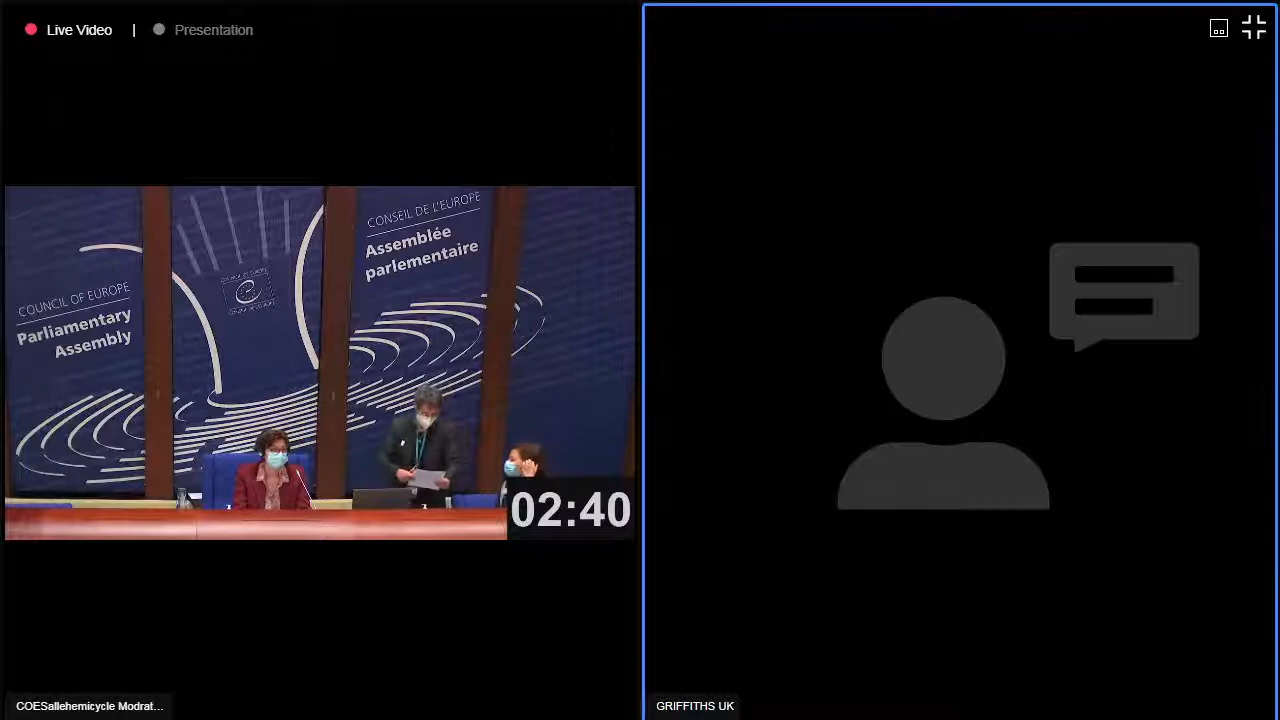 Live Video | Presentation
COUNCIL OF EUROPE
Parliamentary
Assembly
CONSEIL DE L'EUROPE
Assemblée
parlementaire
02:40
COESallehemicycle Modrat...
GRIFFITHS UK